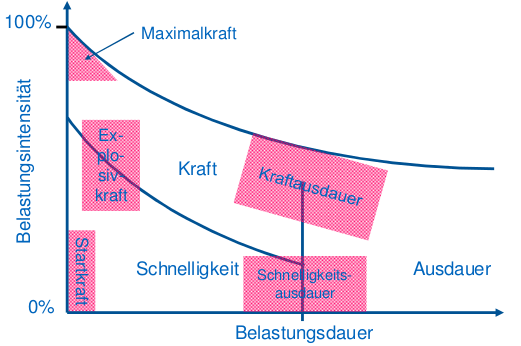 100%
Maximalkraft
Belastungsintensität
Ex-
plo-
siv-
kraft
Kraft
Kraftausdauer
Startkraft
Schnelligkeit
Schnelligkeits-
ausdauer
Ausdauer
0%
Belastungsdauer